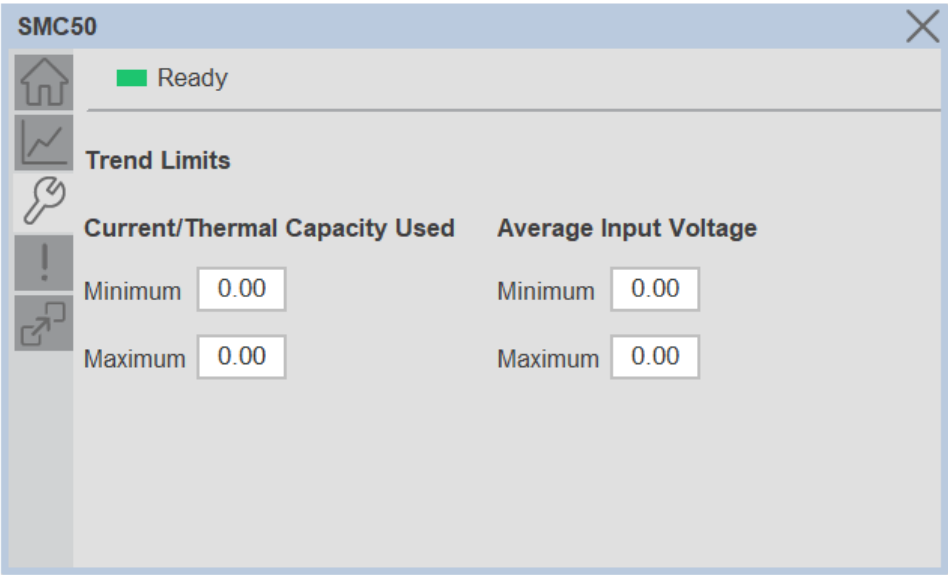 SMC50
Ready
Trend Limits
Current/Thermal Capacity Used Average Input Voltage
Minimum 0.00 Minimum 0.00
Maximum 0.00 Maximum 0.00